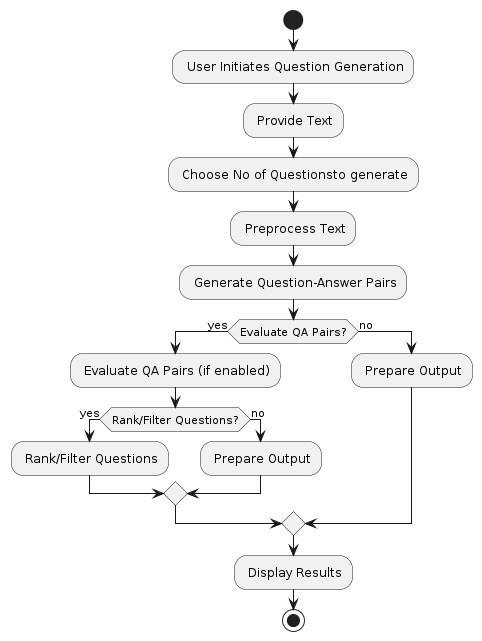 User Initiates Question Generation
Provide Text
Choose No of Questionsto generate
Preprocess Text
Generate Question-Answer Pairs
yes
Evaluate QA Pairs?
no
Evaluate QA Pairs (if enabled)
Prepare Output
yes
Rank/Filter Questions?
no
Rank/Filter Questions
Prepare Output
Display Results